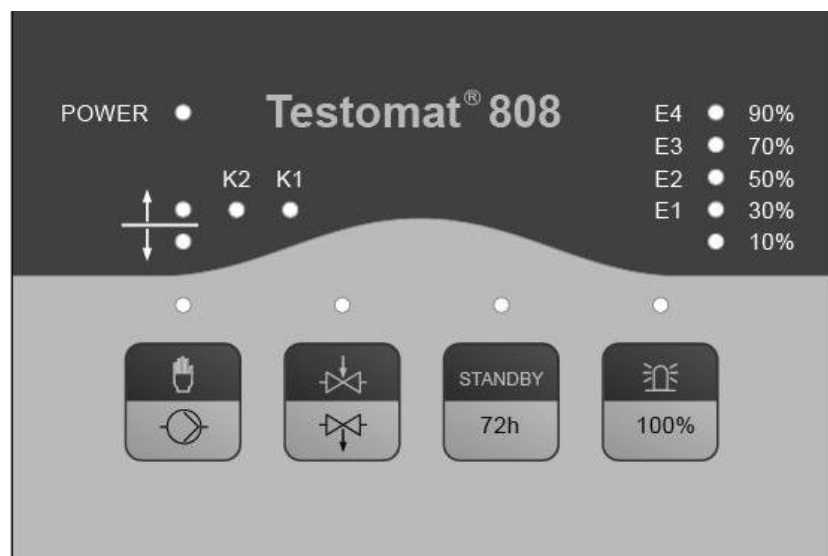 POWER
Testomat® 808
E4 90%
E3 70%
E2 50%
E1 30%
10%
K2 K1
STANDBY
72h
100%